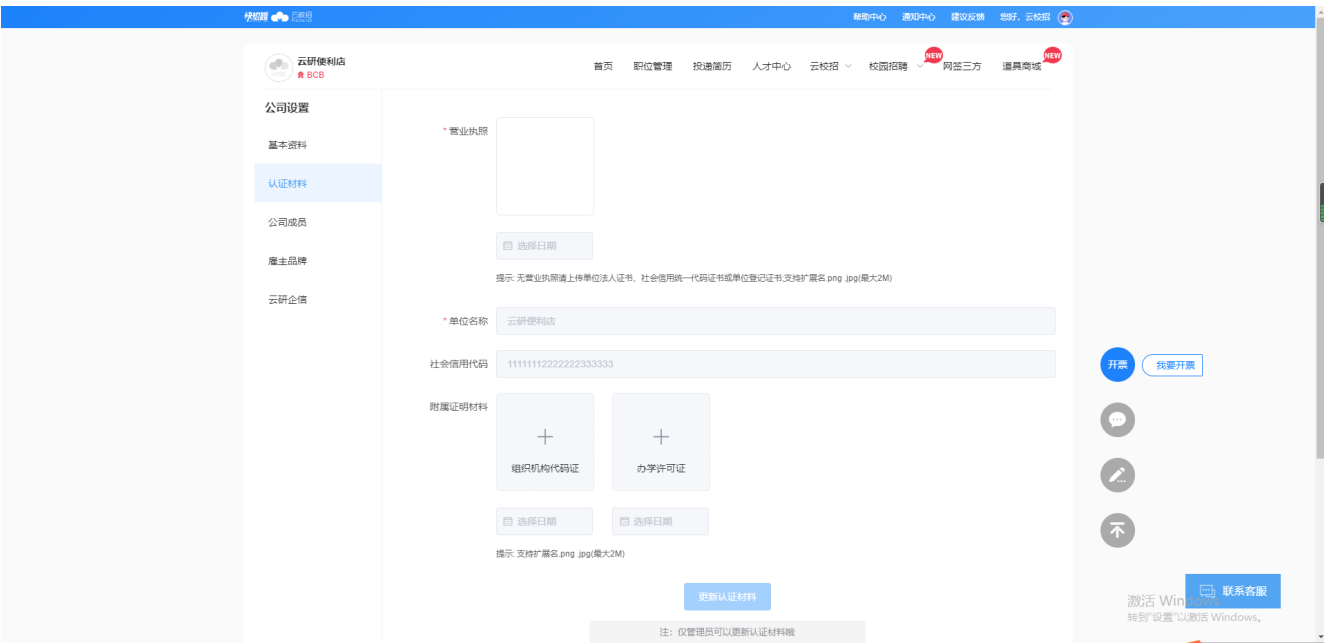 快招聘 云校招
帮助中心 通知中心 建议反馈 您好，云校招
云研便利店
BCB
首页 职位管理 投递简历 人才中心 云校招 校园招聘 NEW 网签三方 道具商城 NEW
公司设置
基本资料
认证材料
公司成员
雇主品牌
云研企信
* 营业执照
选择日期
提示: 无营业执照请上传单位法人证书、社会信用统一代码证书或单位登记证书;支持扩展名.png .jpg(最大2M)
* 单位名称 云研便利店
社会信用代码 11111112222222333333
附属证明材料
组织机构代码证 办学许可证
选择日期 选择日期
提示: 支持扩展名.png .jpg(最大2M)
更新认证材料
注：仅管理员可以更新认证材料哦
开票 我要开票
联系客服
激活 Windows
转到"设置"以激活 Windows。